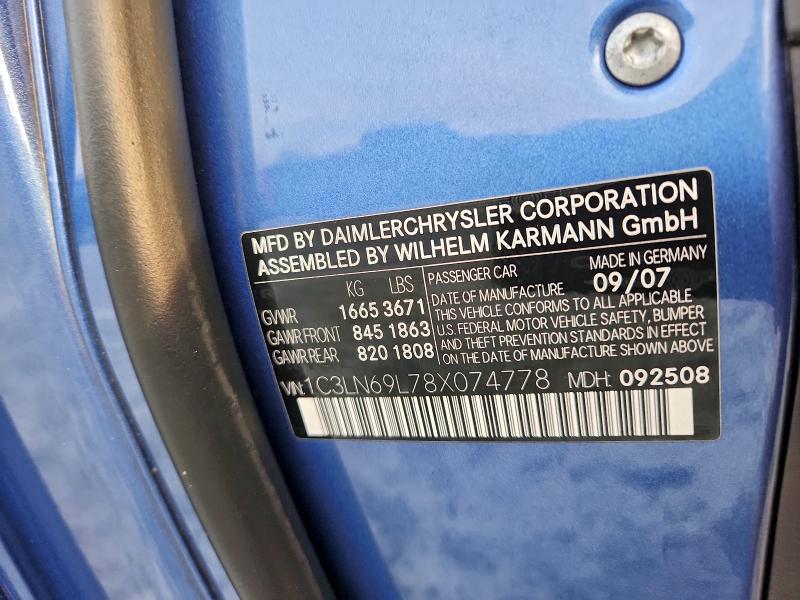 MFD BY DAIMLERCHRYSLER CORPORATION
ASSEMBLED BY WILHELM KARMANN GmbH
KG LBS
GVWR 1665 3671
GAWR FRONT 845 1863
GAWR REAR 820 1808
PASSENGER CAR MADE IN GERMANY
DATE OF MANUFACTURE 09/07
THIS VEHICLE CONFORMS TO ALL APPLICABLE
U.S. FEDERAL MOTOR VEHICLE SAFETY, BUMPER
AND THEFT PREVENTION STANDARDS IN EFFECT
ON THE DATE OF MANUFACTURE SHOWN ABOVE
VIN: 1C3LN69L78X074778 MDH: 092508